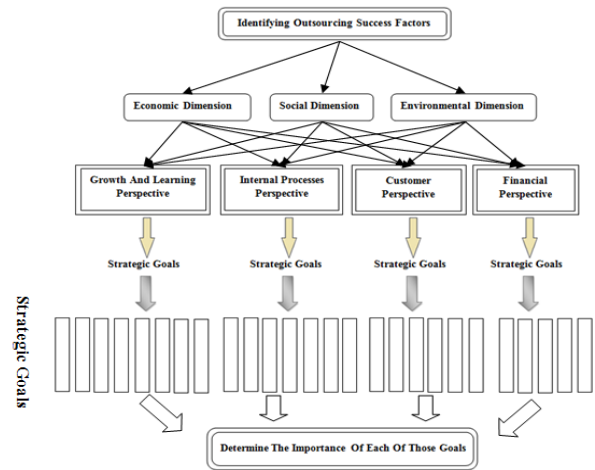 Identifying Outsourcing Success Factors
Economic Dimension
Social Dimension
Environmental Dimension
Growth And Learning
Perspective
Internal Processes
Perspective
Customer
Perspective
Financial
Perspective
Strategic Goals
Strategic Goals
Strategic Goals
Strategic Goals
Strategic Goals
Determine The Importance Of Each Of Those Goals